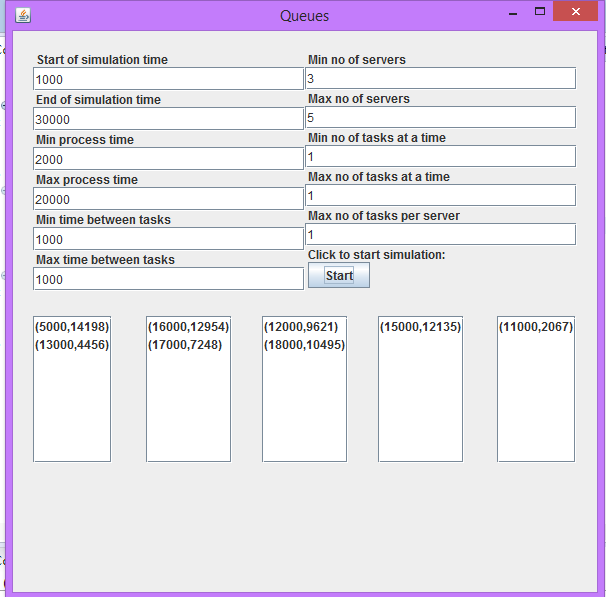 Queues
Start of simulation time
1000
End of simulation time
30000
Min process time
2000
Max process time
20000
Min time between tasks
1000
Max time between tasks
1000
Min no of servers
3
Max no of servers
5
Min no of tasks at a time
1
Max no of tasks at a time
1
Max no of tasks per server
1
Click to start simulation:
Start
(5000,14198)
(13000,4456)
(16000,12954)
(17000,7248)
(12000,9621)
(18000,10495)
(15000,12135)
(11000,2067)